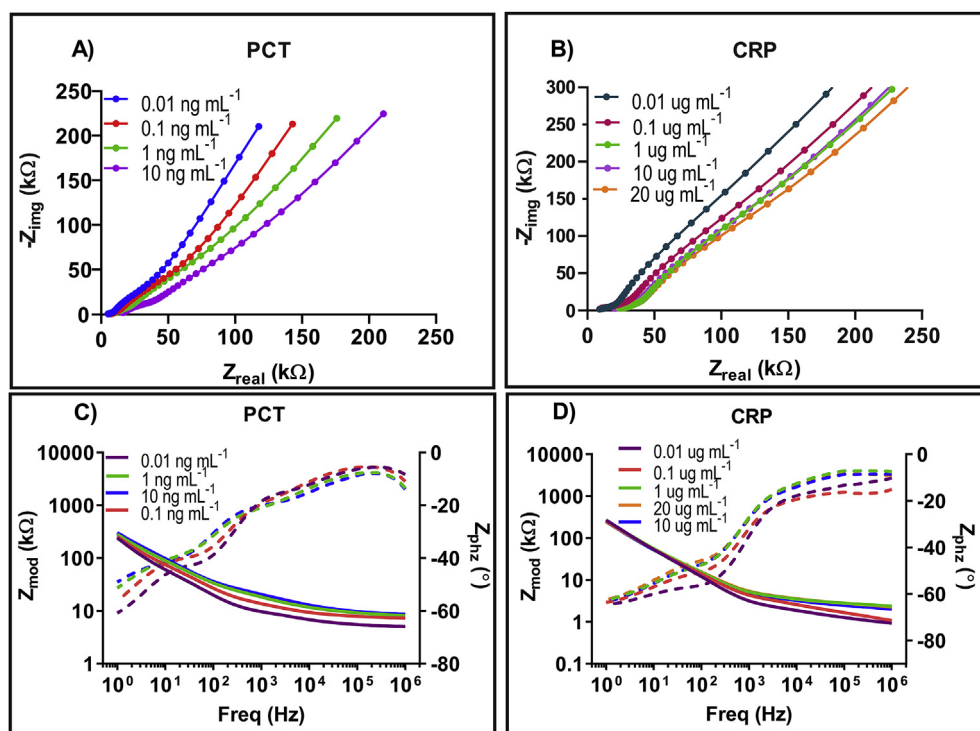 A) PCT
250
200
150
100
50
0
-Zimg (kΩ)
0.01 ng mL-1
0.1 ng mL-1
1 ng mL-1
10 ng mL-1
0 50 100 150 200 250
Zreal (kΩ)
B) CRP
300
250
200
150
100
50
0
-Zimg (kΩ)
0.01 ug mL-1
0.1 ug mL-1
1 ug mL-1
10 ug mL-1
20 ug mL-1
0 50 100 150 200 250
Zreal (kΩ)
C) PCT
10000
1000
100
10
1
Zmod (kΩ)
0.01 ng mL-1
1 ng mL-1
10 ng mL-1
0.1 ng mL-1
0
-20
-40
-60
-80
Zphz (°)
100 101 102 103 104 105 106
Freq (Hz)
D) CRP
10000
1000
100
10
1
0.1
Zmod (kΩ)
0.01 ug mL-1
0.1 ug mL-1
1 ug mL-1
20 ug mL-1
10 ug mL-1
0
-20
-40
-60
-80
Zphz (°)
100 101 102 103 104 105 106
Freq (Hz)